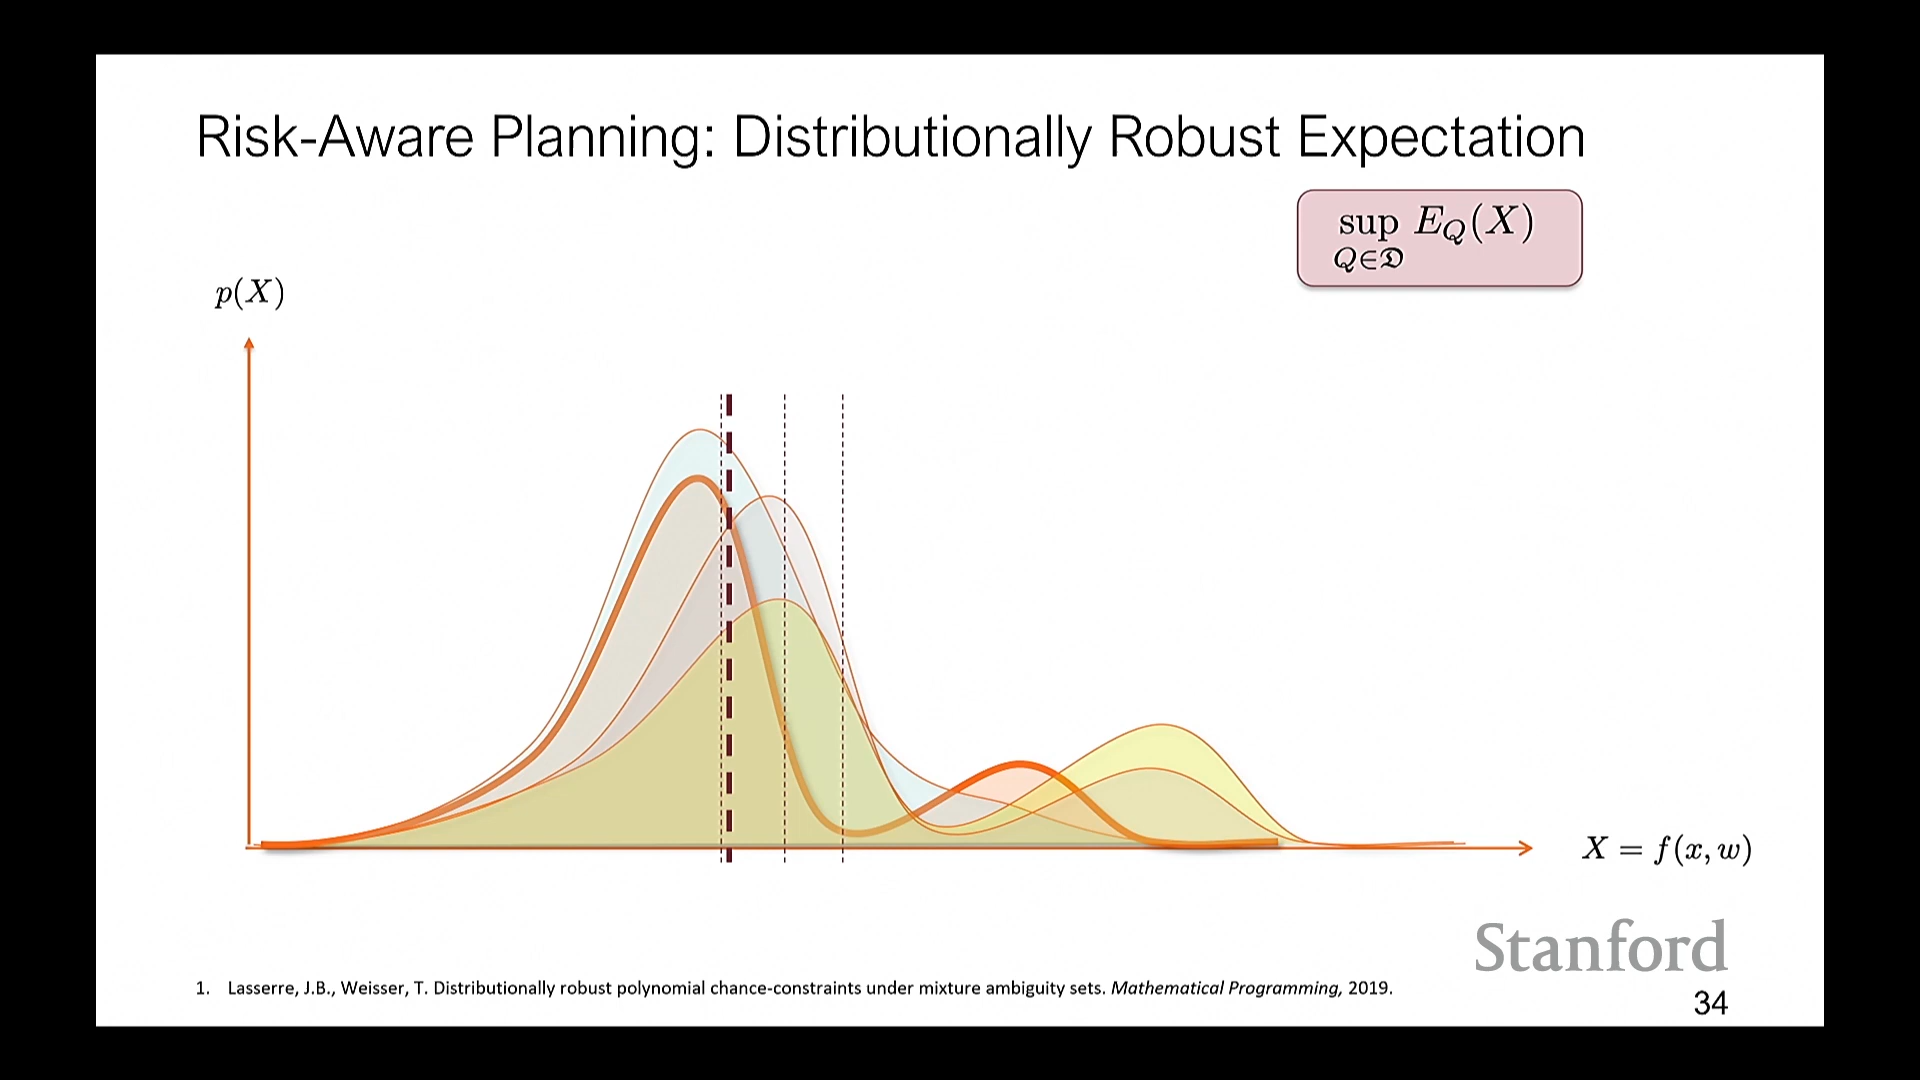 Risk-Aware Planning: Distributionally Robust Expectation
sup E_Q(X)
Q∈𝔇
p(X)
X = f(x, w)
Stanford
1. Lasserre, J.B., Weisser, T. Distributionally robust polynomial chance-constraints under mixture ambiguity sets. Mathematical Programming, 2019.
34